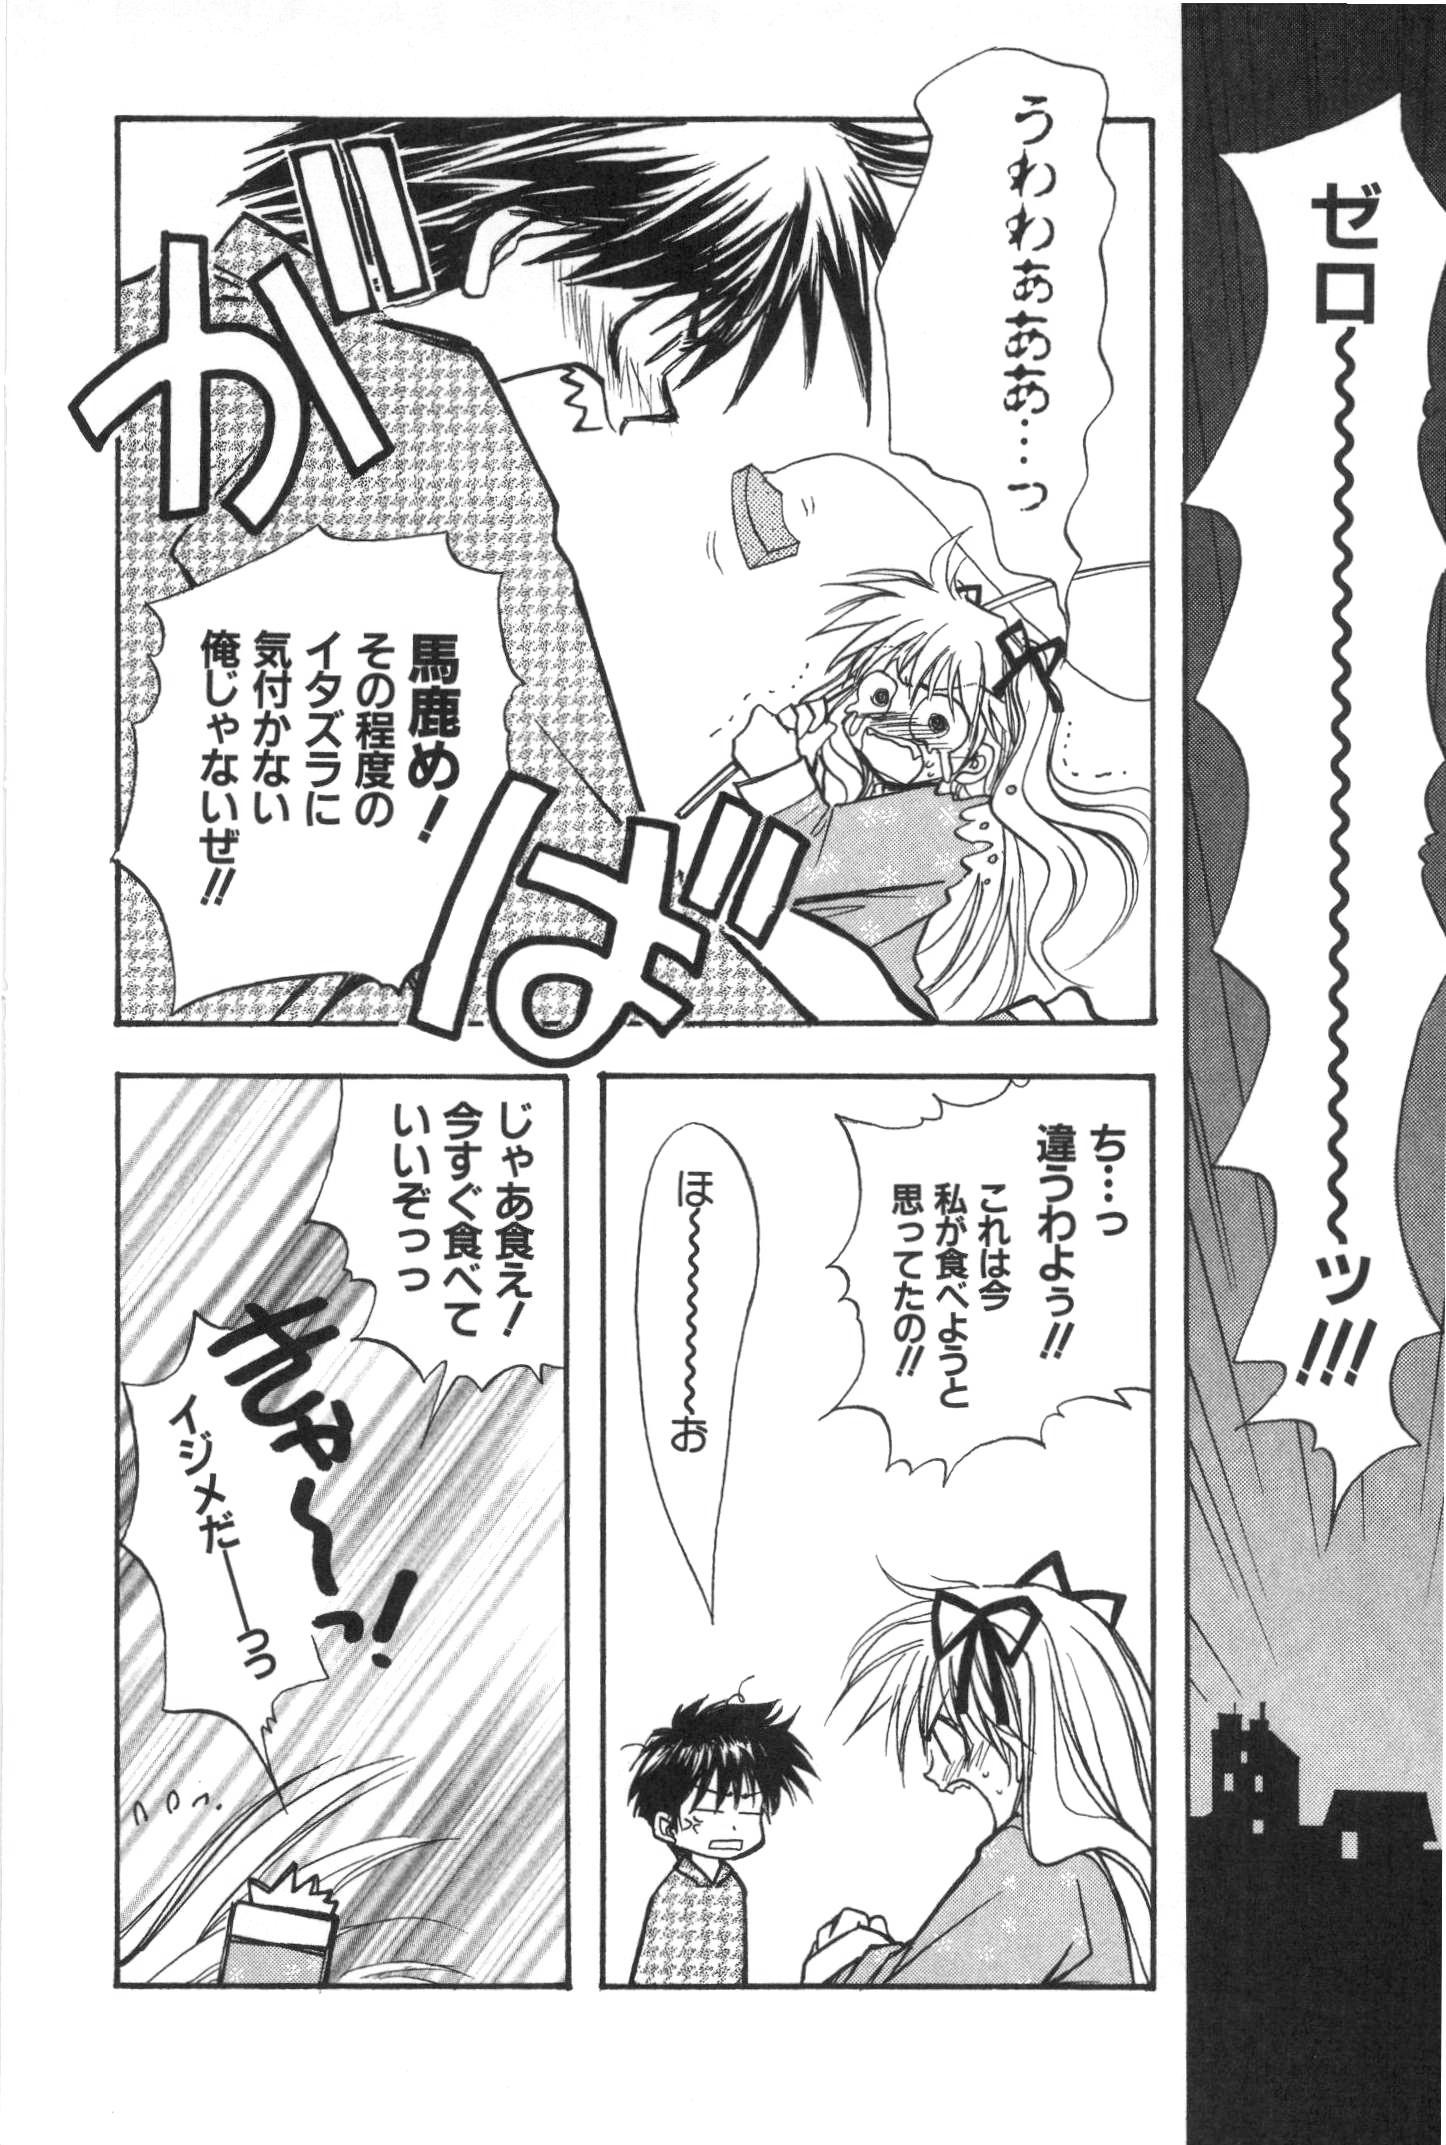 ゼロ〜〜〜〜〜〜〜ッ!!!
うわわぁぁぁ…っ
がば
馬鹿め!
その程度の
イタズラに
気付かない
俺じゃないぜ!!
ち…っ
違うわよぅ!!
これは今
私が食べようと
思ってたの!!
ほ〜〜〜〜〜お
じゃあ食え!
今すぐ食べて
いいぞっっ
きゃ〜っ!
イジメだ――っっ